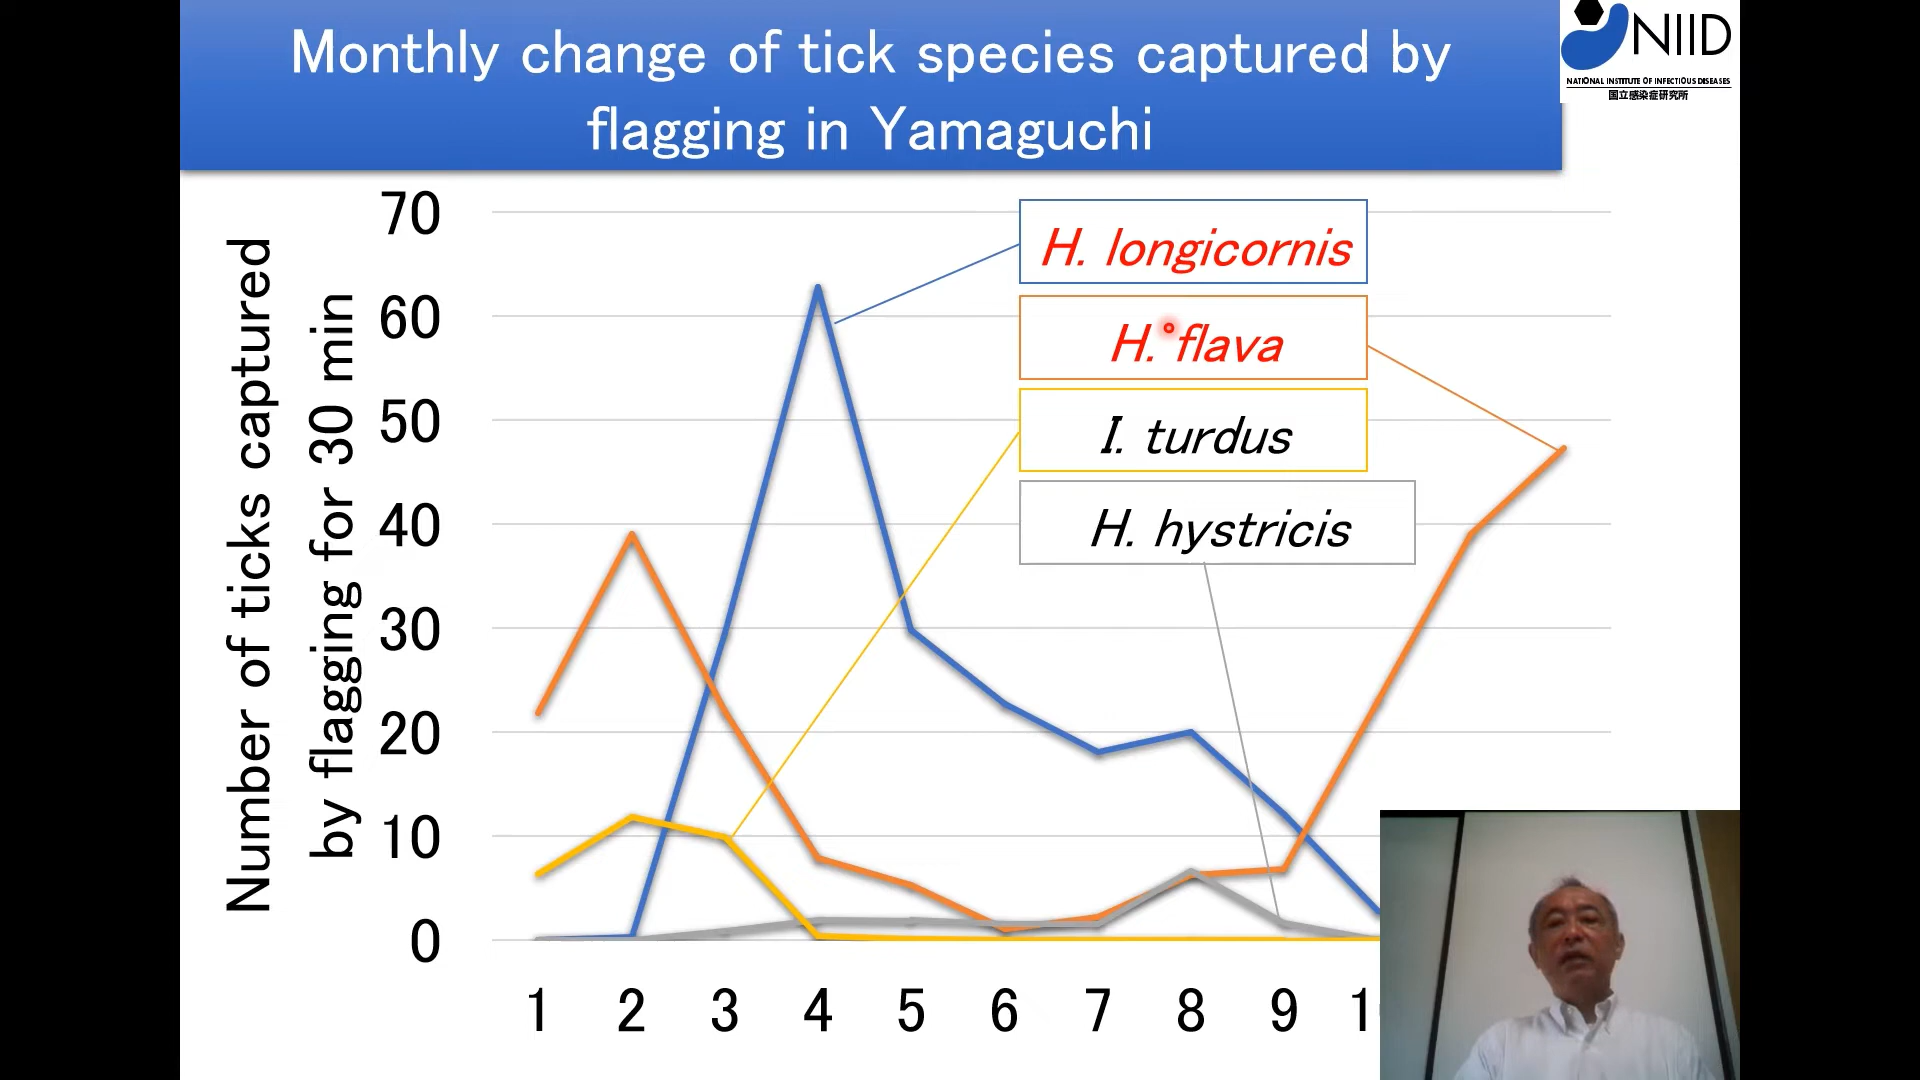 Monthly change of tick species captured by
flagging in Yamaguchi
NIID
NATIONAL INSTITUTE OF INFECTIOUS DISEASES
国立感染症研究所
Number of ticks captured
by flagging for 30 min
70
60
50
40
30
20
10
0
H. longicornis
H. flava
I. turdus
H. hystricis
1 2 3 4 5 6 7 8 9 1